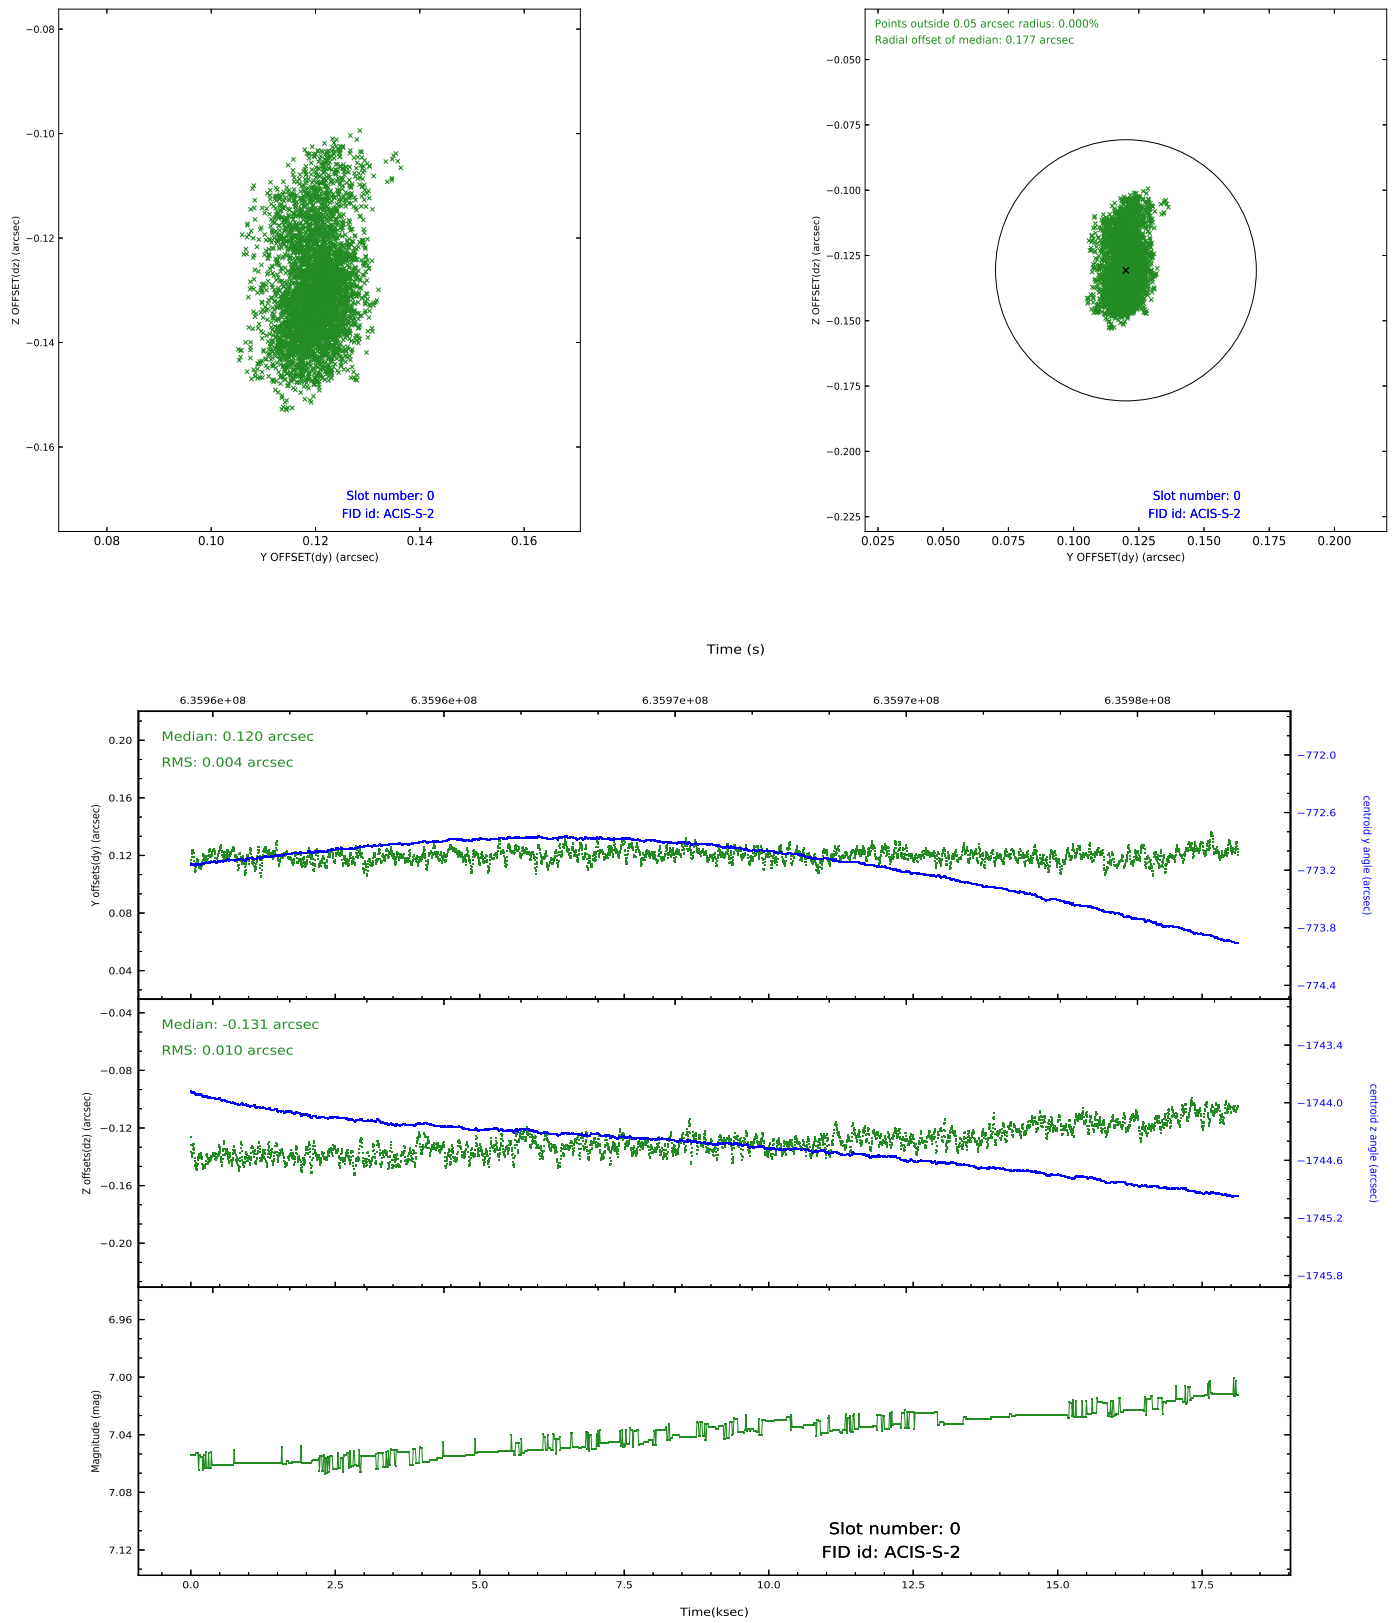 −0.08
−0.10
−0.12
−0.14
−0.16
Z OFFSET(dz) (arcsec)
Slot number: 0
FID id: ACIS-S-2
0.08 0.10 0.12 0.14 0.16
Y OFFSET(dy) (arcsec)
Points outside 0.05 arcsec radius: 0.000%
Radial offset of median: 0.177 arcsec
−0.050
−0.075
−0.100
−0.125
−0.150
−0.175
−0.200
−0.225
Z OFFSET(dz) (arcsec)
Slot number: 0
FID id: ACIS-S-2
0.025 0.050 0.075 0.100 0.125 0.150 0.175 0.200
Y OFFSET(dy) (arcsec)
Time (s)
6.3596e+08 6.3596e+08 6.3597e+08 6.3597e+08 6.3598e+08
Median: 0.120 arcsec
RMS: 0.004 arcsec
0.20
0.16
0.12
0.08
0.04
Y offsets(dy) (arcsec)
−772.0
−772.6
−773.2
−773.8
−774.4
centroid y angle (arcsec)
Median: -0.131 arcsec
RMS: 0.010 arcsec
−0.04
−0.08
−0.12
−0.16
−0.20
Z offsets(dz) (arcsec)
−1743.4
−1744.0
−1744.6
−1745.2
−1745.8
centroid z angle (arcsec)
6.96
7.00
7.04
7.08
7.12
Magnitude (mag)
Slot number: 0
FID id: ACIS-S-2
0.0 2.5 5.0 7.5 10.0 12.5 15.0 17.5
Time(ksec)